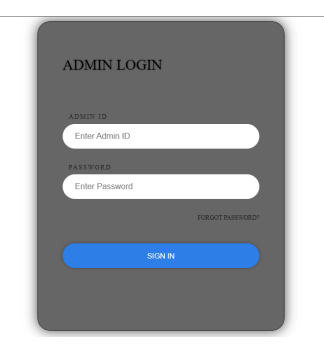 ADMIN LOGIN
ADMIN ID
Enter Admin ID
PASSWORD
Enter Password
FORGOT PASSWORD?
SIGN IN